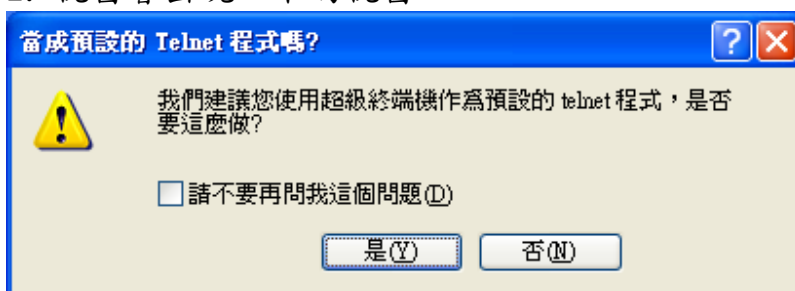 當成預設的 Telnet 程式嗎?
我們建議您使用超級終端機作為預設的 telnet 程式，是否
要這麼做?
請不要再問我這個問題(D)
是(Y)
否(N)